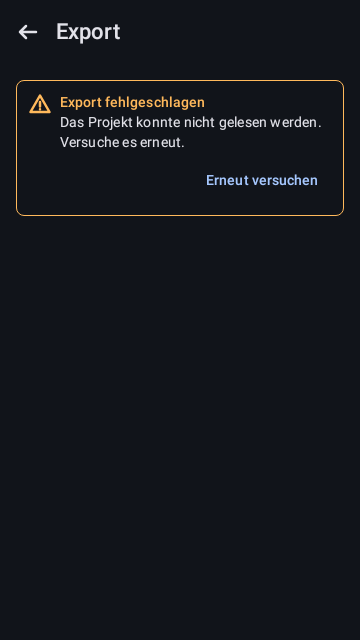 Export
Export fehlgeschlagen
Das Projekt konnte nicht gelesen werden.
Versuche es erneut.
Erneut versuchen